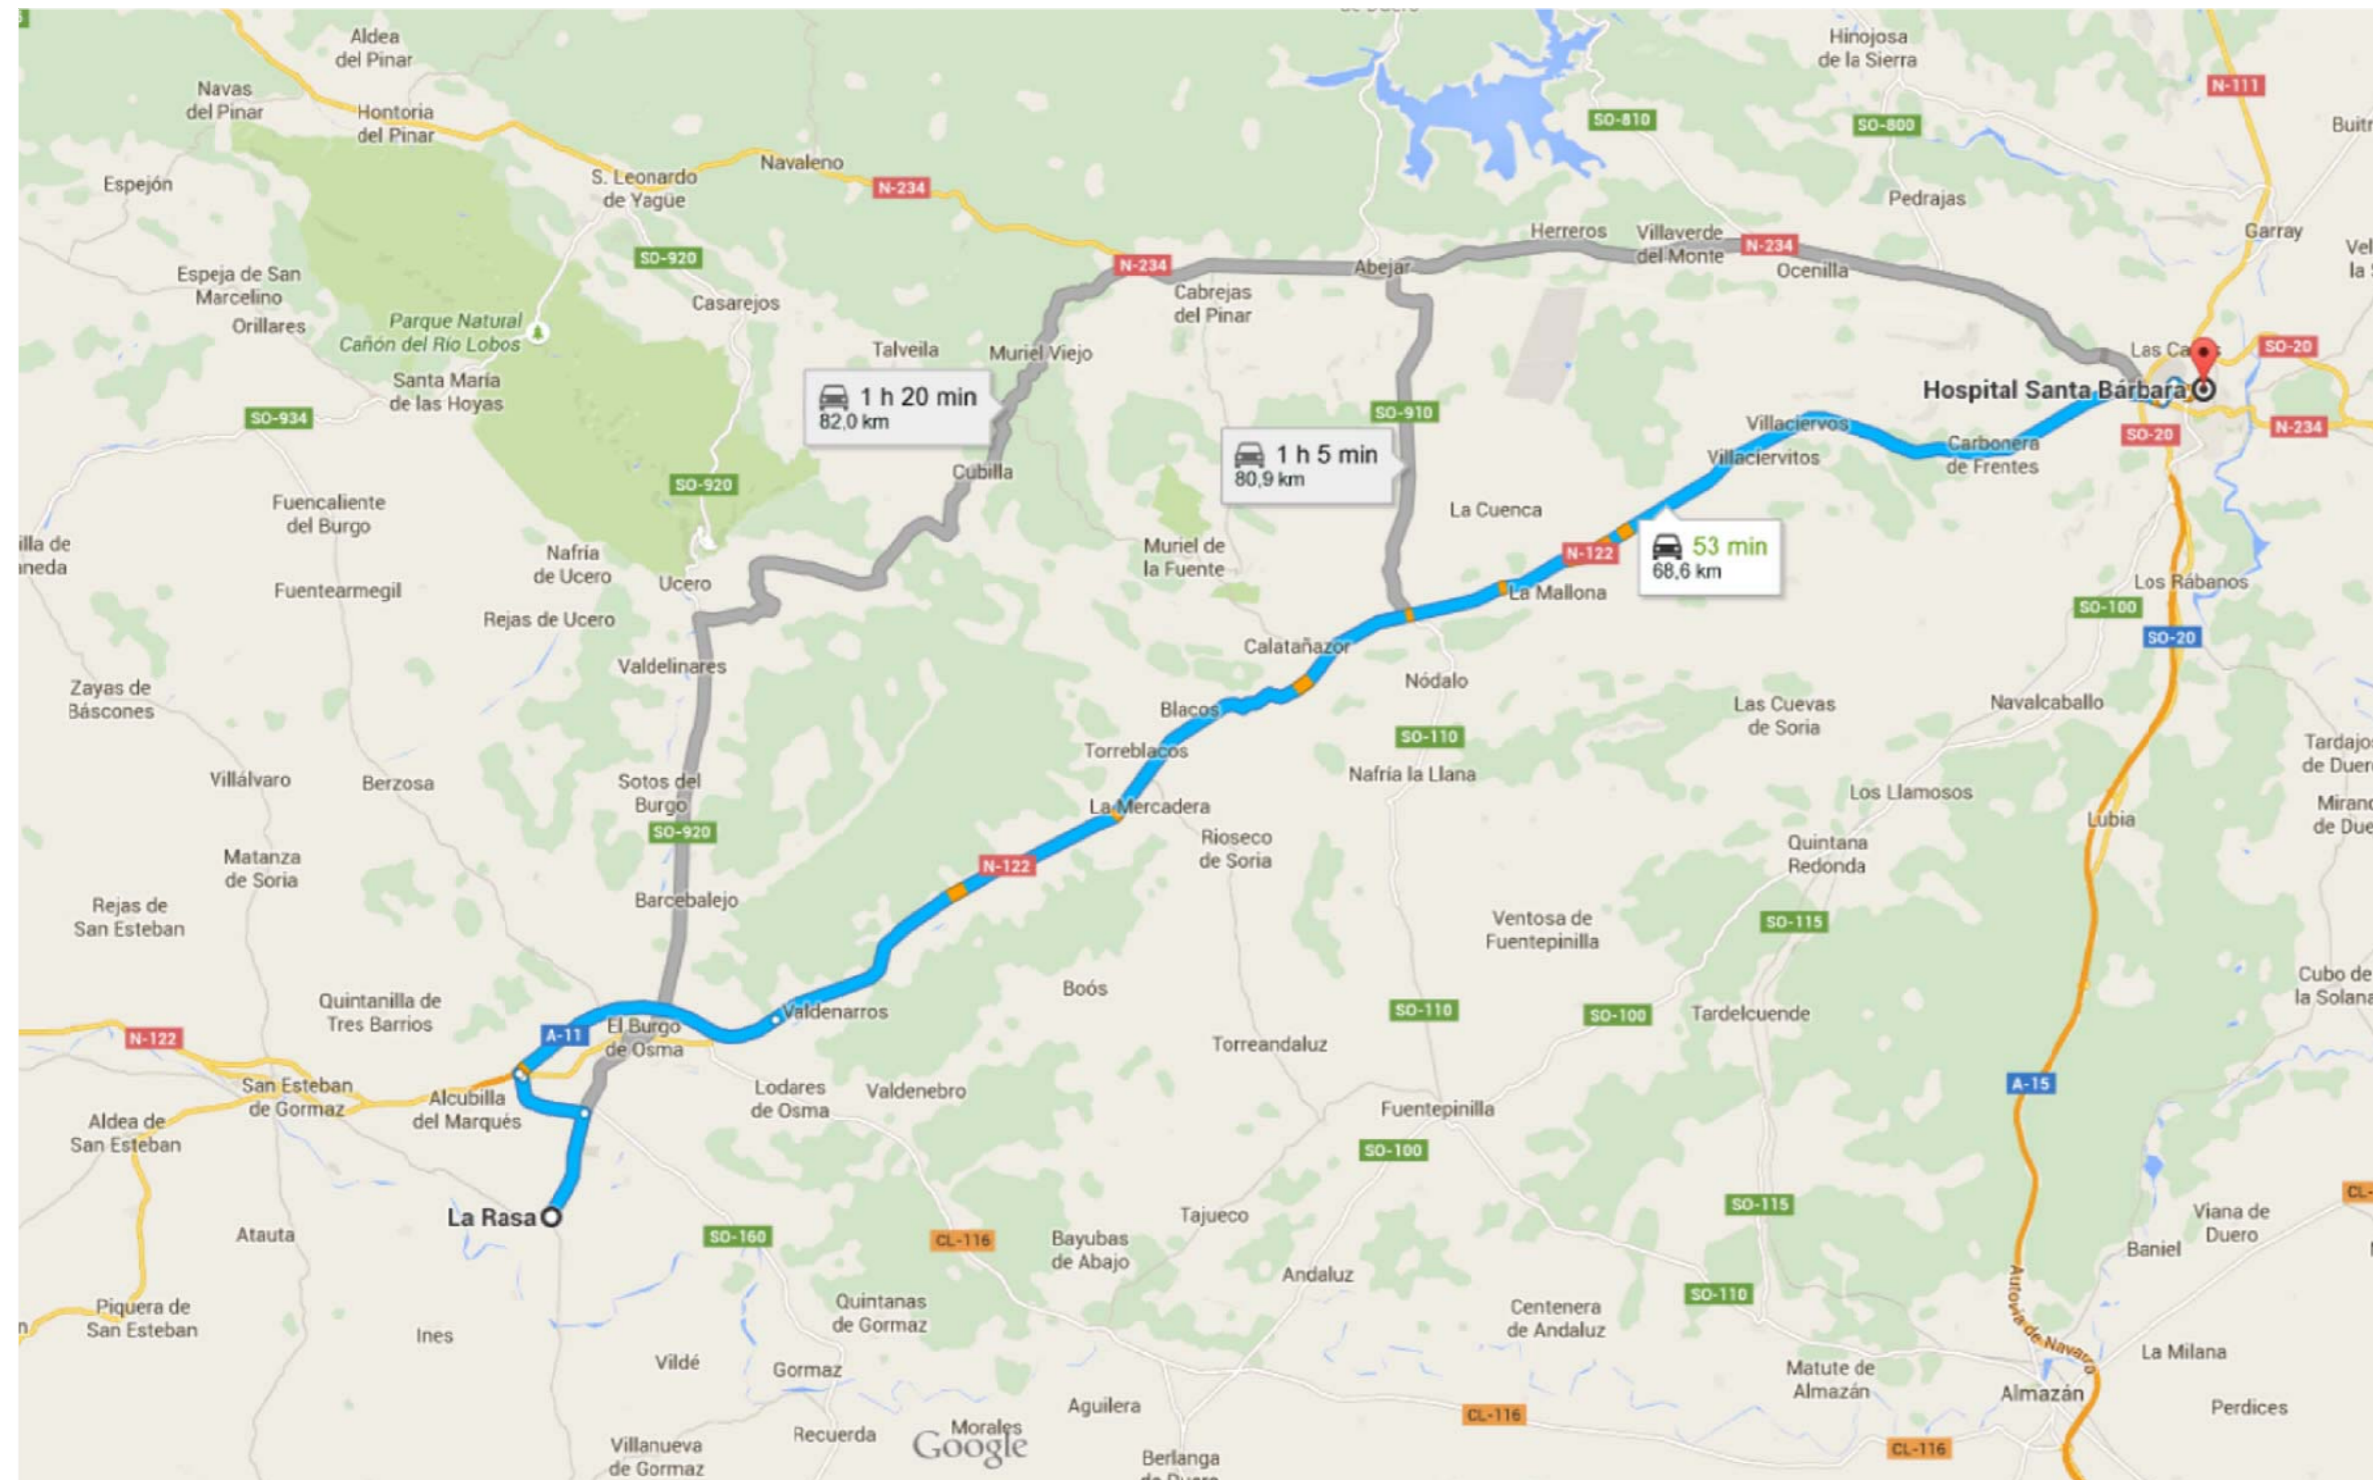 de Duero
Aldea
del Pinar
Hinojosa
de la Sierra
Navas
del Pinar
N-111
Hontoria
del Pinar
SO-810
SO-800
Navaleno
Espejón
S. Leonardo
de Yagüe
N-234
Pedrajas
Herreros
Villaverde
del Monte
N-234
Garray
SO-920
N-234
Abejar
Ocenilla
Espeja de San
Marcelino
Casarejos
Cabrejas
del Pinar
Orillares
Parque Natural
Cañón del Río Lobos
Talveila
Muriel Viejo
SO-20
Santa María
de las Hoyas
1 h 20 min
82,0 km
Hospital Santa Bárbara
SO-934
SO-910
Villaciervos
N-234
SO-20
1 h 5 min
80,9 km
Villaciervitos
Carbonera
de Frentes
Cubilla
SO-920
Fuencaliente
del Burgo
La Cuenca
Nafría
de Ucero
Muriel de
la Fuente
N-122
53 min
68,6 km
Ucero
Fuentearmegil
La Mallona
Los Rábanos
SO-100
Rejas de Ucero
SO-20
Calatañazor
Valdelinares
Nódalo
Zayas de
Báscones
Blacos
Las Cuevas
de Soria
Navalcaballo
SO-110
Torreblacos
Villálvaro
Berzosa
Sotos del
Burgo
Nafría la Llana
Los Llamosos
La Mercadera
Lubia
SO-920
Rioseco
de Soria
Quintana
Redonda
Matanza
de Soria
N-122
Barcebalejo
Rejas de
San Esteban
Ventosa de
Fuentepinilla
SO-115
Boós
Quintanilla de
Tres Barrios
Valdenarros
SO-110
SO-100
Tardelcuende
N-122
A-11
El Burgo
de Osma
Torreandaluz
San Esteban
de Gormaz
Alcubilla
del Marqués
Lodares
de Osma
Valdenebro
A-15
Aldea de
San Esteban
Fuentepinilla
SO-100
La Rasa
Tajueco
SO-115
Viana de
Duero
Atauta
SO-160
CL-116
Bayubas
de Abajo
Baniel
Andaluz
SO-110
Piquera de
San Esteban
Ines
Quintanas
de Gormaz
Centenera
de Andaluz
Autovía de Navarra
Vildé
Gormaz
La Milana
Matute de
Almazán
Almazán
Aguilera
CL-116
Perdices
Villanueva
de Gormaz
Recuerda
Morales
Google
Berlanga
de Duero
CL-116